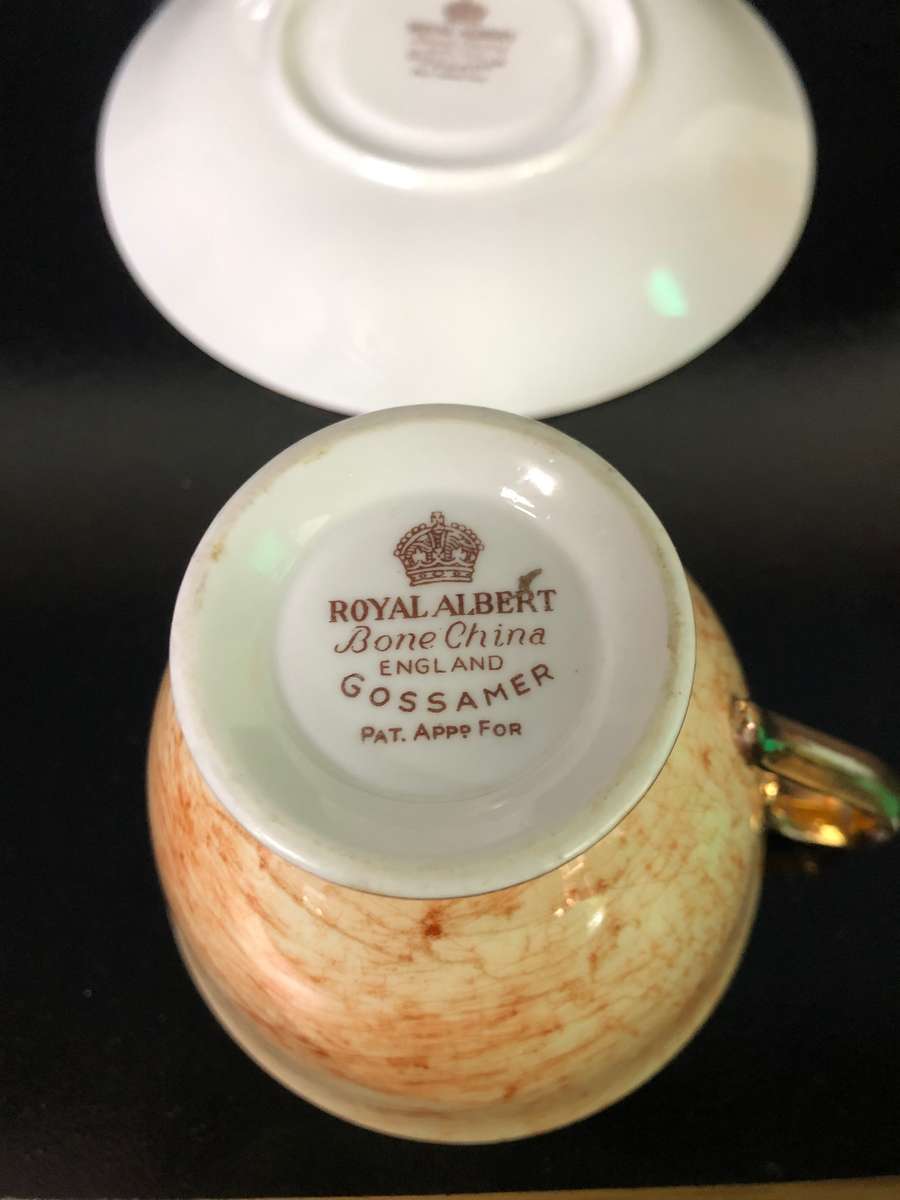 ROYAL ALBERT
Bone China
ENGLAND
GOSSAMER
PAT. APPD FOR